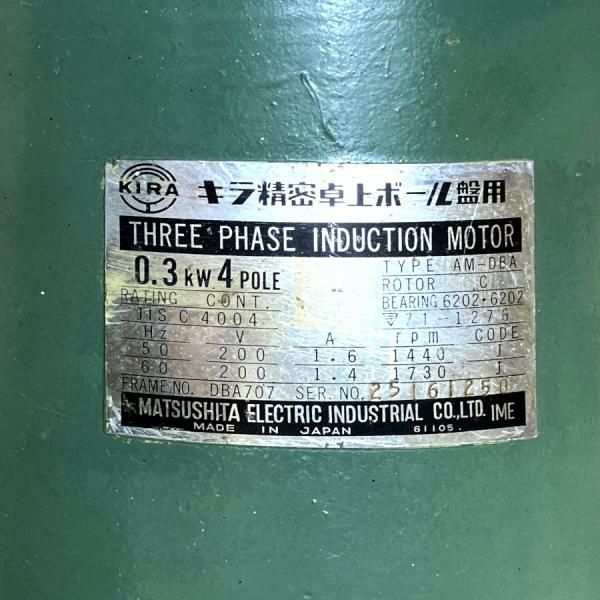 KIRA キラ精密卓上ボール盤用
THREE PHASE INDUCTION MOTOR
0.3 kW 4 POLE
TYPE AM-DBA
ROTOR C
RATING CONT.
BEARING 6202-6202
JIS C 4004
▽ 71-1276
Hz V A rpm CODE
50 200 1.6 1440 J
60 200 1.4 1730 J
FRAME.NO. DBA707 SER.NO. 25161250
MATSUSHITA ELECTRIC INDUSTRIAL CO.,LTD. IME
MADE IN JAPAN 61105.